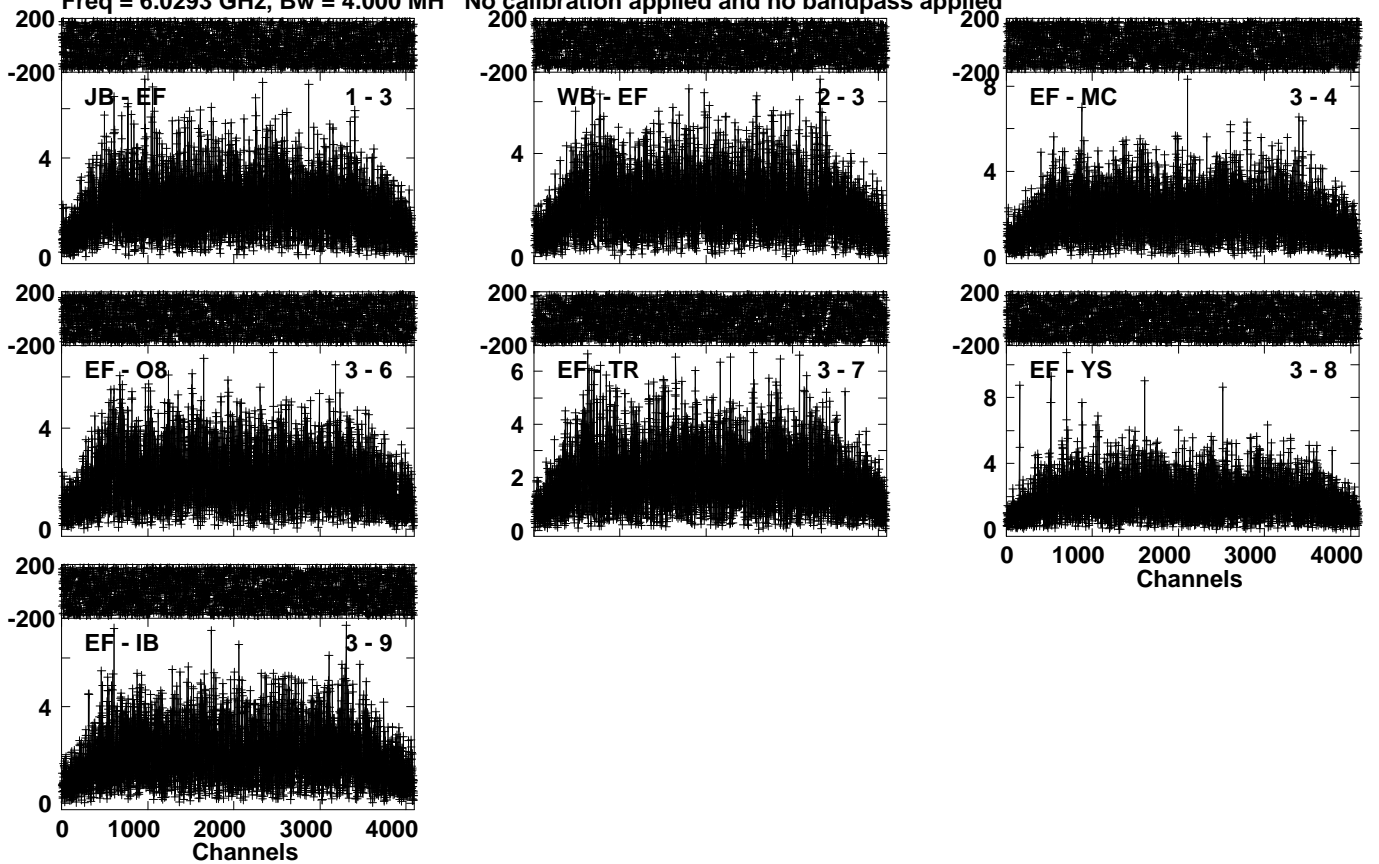 Freq = 6.0293 GHz, Bw = 4.000 MH No calibration applied and no bandpass applied
200
-200
JB - EF 1 - 3
4
0
200
-200
WB - EF 2 - 3
4
0
200
-200
8
EF - MC 3 - 4
4
0
200
-200
EF - O8 3 - 6
4
0
200
-200
6
EF - TR 3 - 7
4
2
0
200
-200
EF - YS 3 - 8
8
4
0
0 1000 2000 3000 4000
Channels
200
-200
EF - IB 3 - 9
4
0
0 1000 2000 3000 4000
Channels